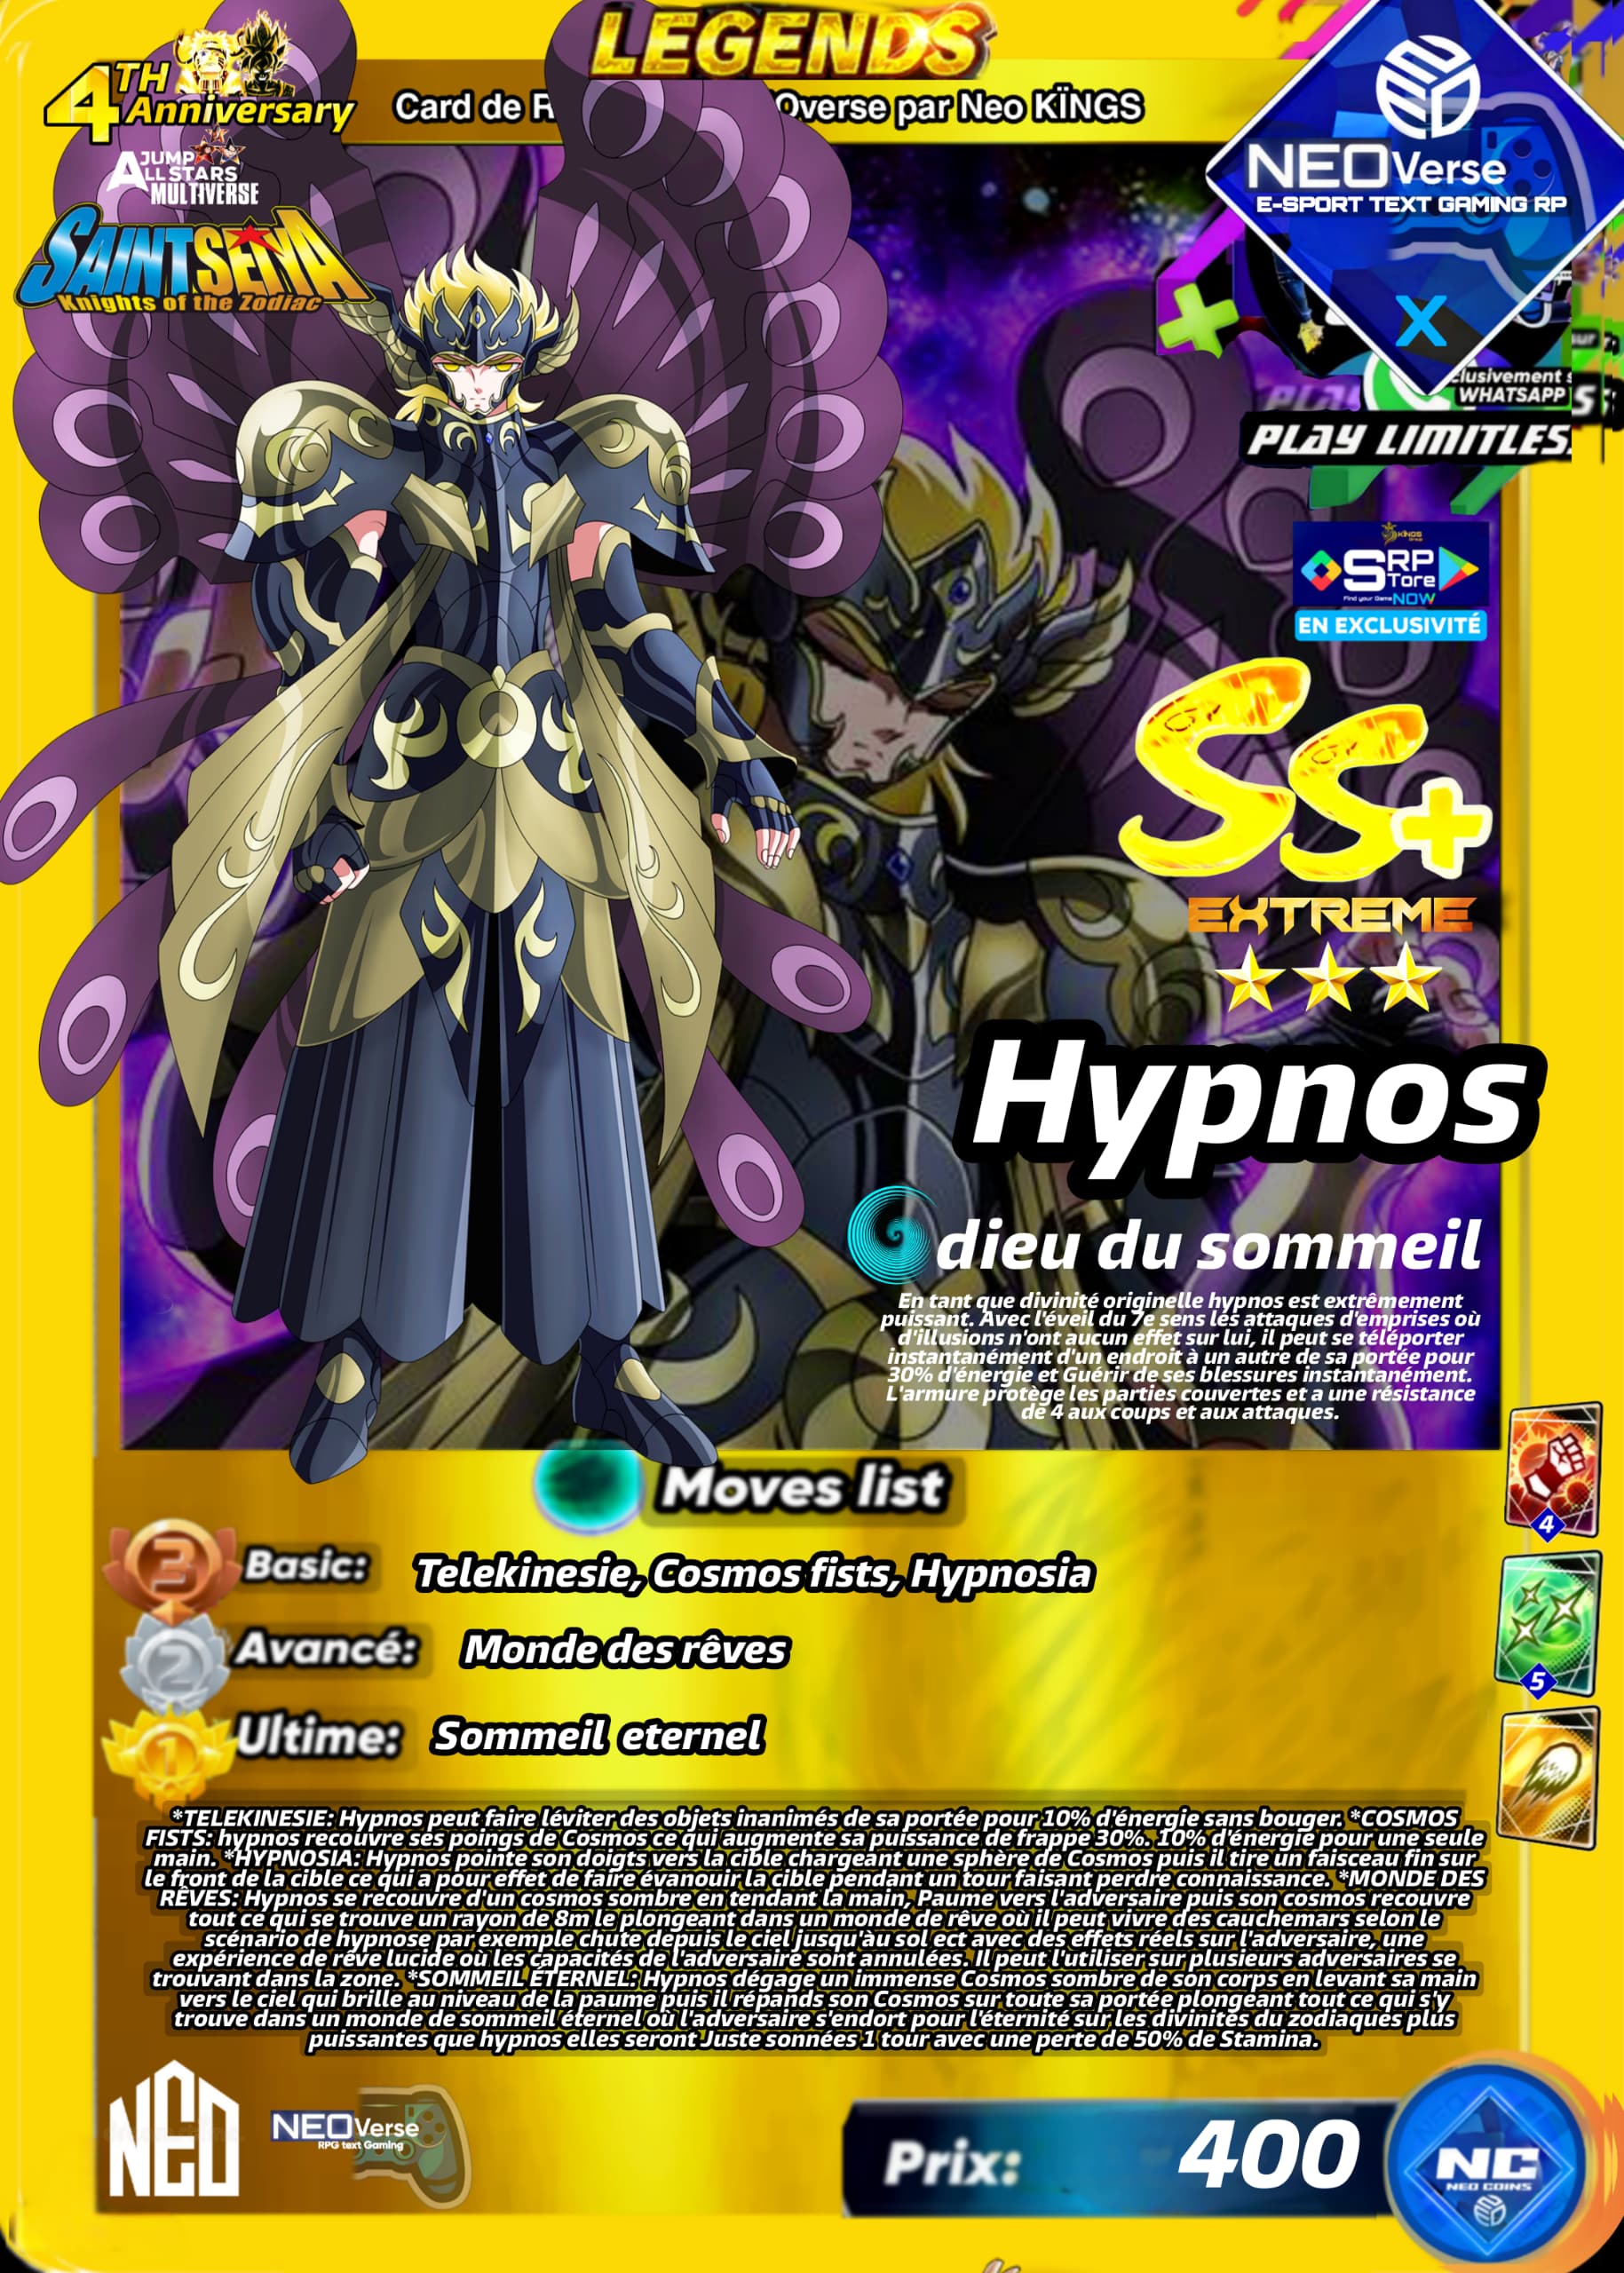 LEGENDS
4TH Anniversary
Card de R
Overse par Neo KÏNGS
JUMP
ALL STARS
MULTIVERSE
SAINT SEIYA
Knights of the Zodiac
NEOVerse
E-SPORT TEXT GAMING RP
X
clusivement
WHATSAPP
PLAY LIMITLES
KiNGS
SRP
Tore
Find your Game NOW
EN EXCLUSIVITÉ
SS+
EXTREME
Hypnos
dieu du sommeil
En tant que divinité originelle hypnos est extrêmement
puissant. Avec l'éveil du 7e sens les attaques d'emprises où
d'illusions n'ont aucun effet sur lui, il peut se téléporter
instantanément d'un endroit à un autre de sa portée pour
30% d'énergie et Guérir de ses blessures instantanément.
L'armure protège les parties couvertes et a une résistance
de 4 aux coups et aux attaques.
Moves list
4
3 Basic: Telekinesie, Cosmos fists, Hypnosia
2 Avancé: Monde des rêves
5
1 Ultime: Sommeil eternel
*TELEKINESIE: Hypnos peut faire léviter des objets inanimés de sa portée pour 10% d'énergie sans bouger. *COSMOS
FISTS: hypnos recouvre ses poings de Cosmos ce qui augmente sa puissance de frappe 30%. 10% d'énergie pour une seule
main. *HYPNOSIA: Hypnos pointe son doigts vers la cible chargeant une sphère de Cosmos puis il tire un faisceau fin sur
le front de la cible ce qui a pour effet de faire évanouir la cible pendant un tour faisant perdre connaissance. *MONDE DES
RÊVES: Hypnos se recouvre d'un cosmos sombre en tendant la main, Paume vers l'adversaire puis son cosmos recouvre
tout ce qui se trouve un rayon de 8m le plongeant dans un monde de rêve où il peut vivre des cauchemars selon le
scénario de hypnose par exemple chute depuis le ciel jusqu'au sol ect avec des effets réels sur l'adversaire, une
expérience de rêve lucide où les capacités de l'adversaire sont annulées. Il peut l'utiliser sur plusieurs adversaires se
trouvant dans la zone. *SOMMEIL ÉTERNEL: Hypnos dégage un immense Cosmos sombre de son corps en levant sa main
vers le ciel qui brille au niveau de la paume puis il répands son Cosmos sur toute sa portée plongeant tout ce qui s'y
trouve dans un monde de sommeil éternel où l'adversaire s'endort pour l'éternité sur les divinités du zodiaques plus
puissantes que hypnos elles seront Juste sonnées 1 tour avec une perte de 50% de Stamina.
NEO
NEOVerse
RPG text Gaming
Prix: 400
NC
NEO COINS